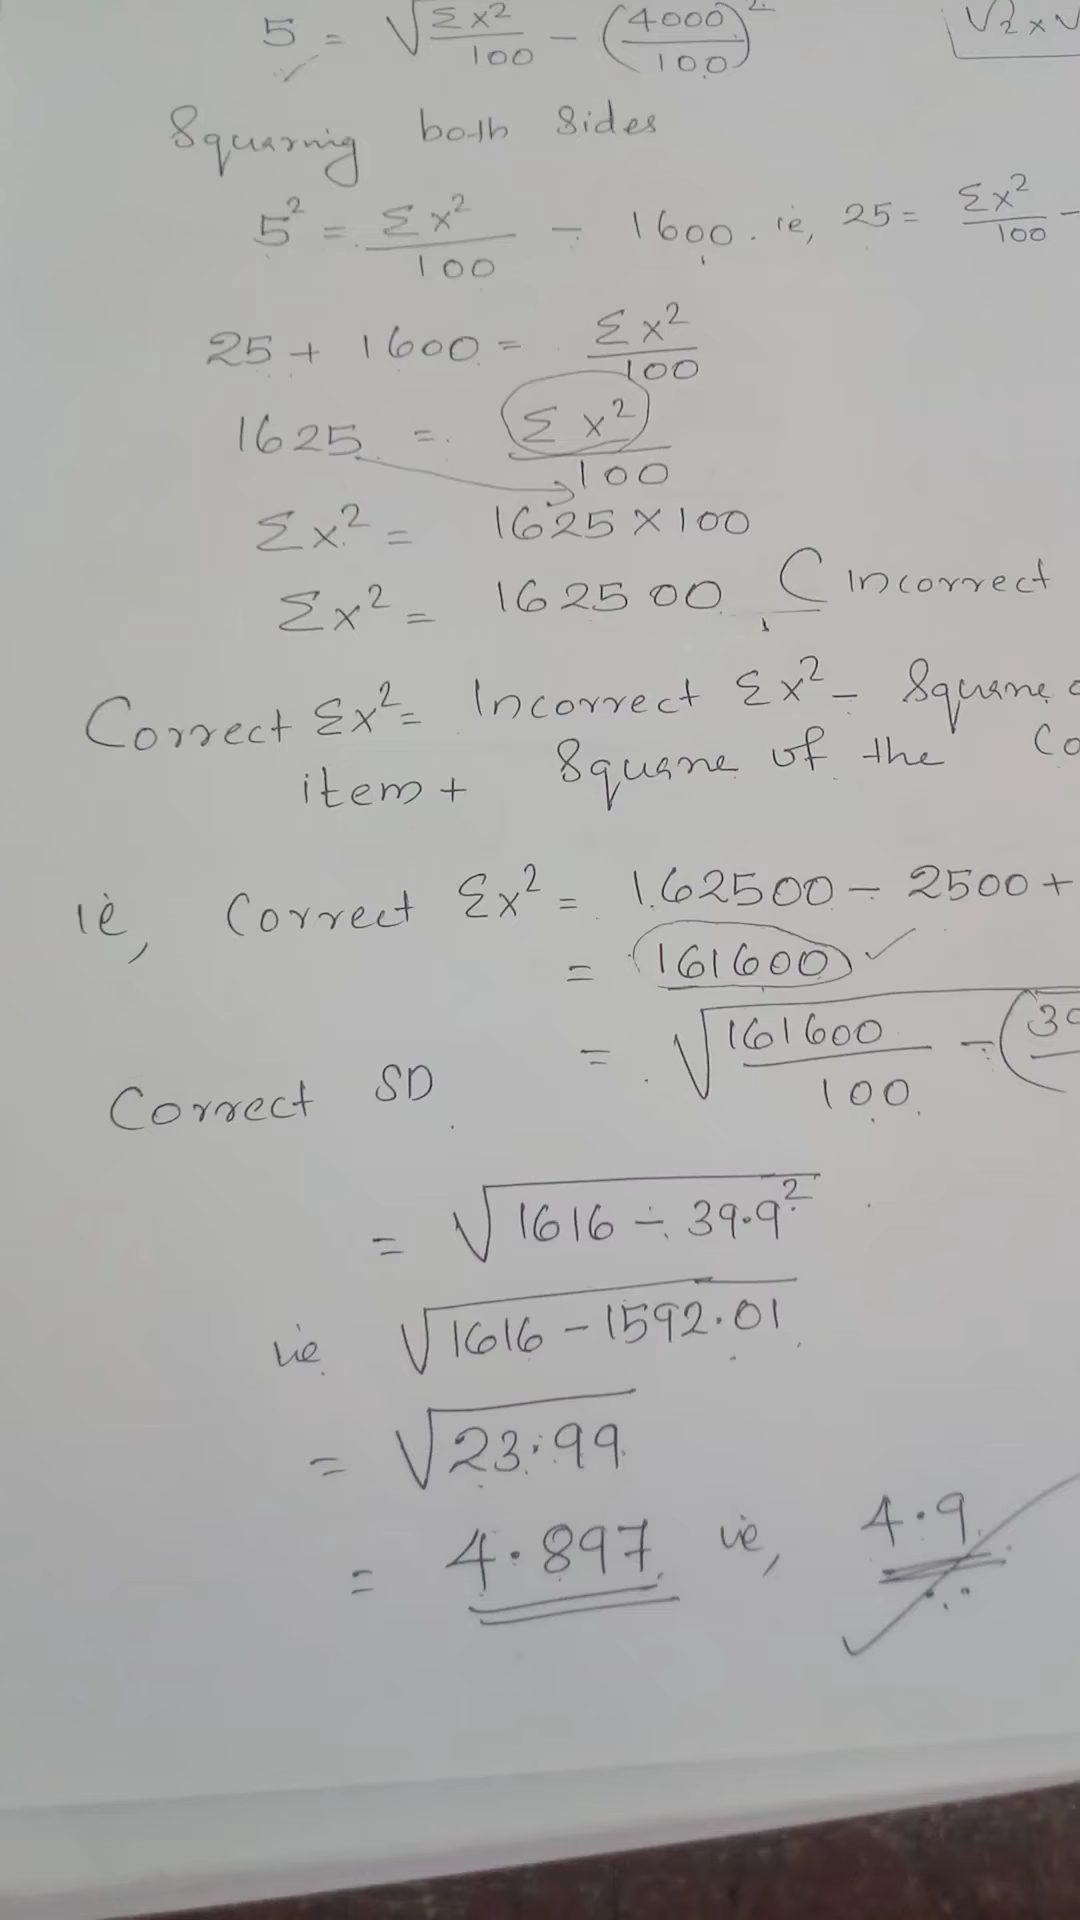 5 = √Σx²/100 - (4000/100)²
√2 x √
Squaring both Sides
5² = Σx²/100 - 1600. ie, 25 = Σx²/100 -
25 + 1600 = Σx²/100
1625 = Σx²/100
Σx² = 1625 x 100
Σx² = 162500 (Incorrect
Correct Σx² = Incorrect Σx² - Square
item + Square of the Co
ie, Correct Σx² = 162500 - 2500 +
= 161600 ✓
Correct SD = √161600/100 - (39
= √1616 - 39.9²
ie √1616 - 1592.01
= √23.99
= 4.897 ie, 4.9